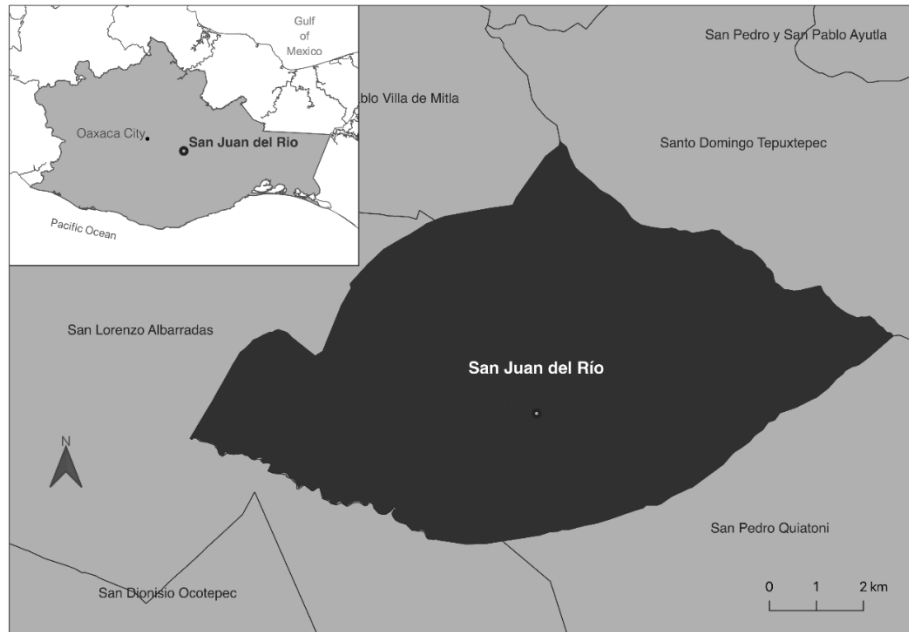 Gulf
of
Mexico
Oaxaca City
San Juan del Río
Pacific Ocean
San Pedro y San Pablo Ayutla
blo Villa de Mitla
Santo Domingo Tepuxtepec
San Lorenzo Albarradas
San Juan del Río
N
San Pedro Quiatoni
San Dionisio Ocotepec
0 1 2 km